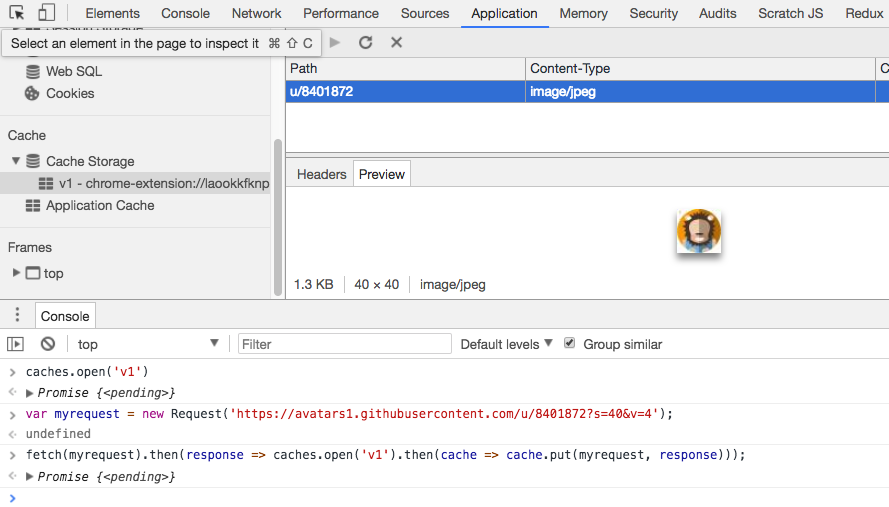 Elements Console Network Performance Sources Application Memory Security Audits Scratch JS Redux
Select an element in the page to inspect it ⌘ ⇧ C
Web SQL
Cookies
Cache
Cache Storage
v1 - chrome-extension://laookkfknp
Application Cache
Frames
top
Path Content-Type C
u/8401872 image/jpeg
Headers Preview
1.3 KB 40 × 40 image/jpeg
Console
top Filter Default levels Group similar
caches.open('v1')
Promise {<pending>}
var myrequest = new Request('https://avatars1.githubusercontent.com/u/8401872?s=40&v=4');
undefined
fetch(myrequest).then(response => caches.open('v1').then(cache => cache.put(myrequest, response)));
Promise {<pending>}